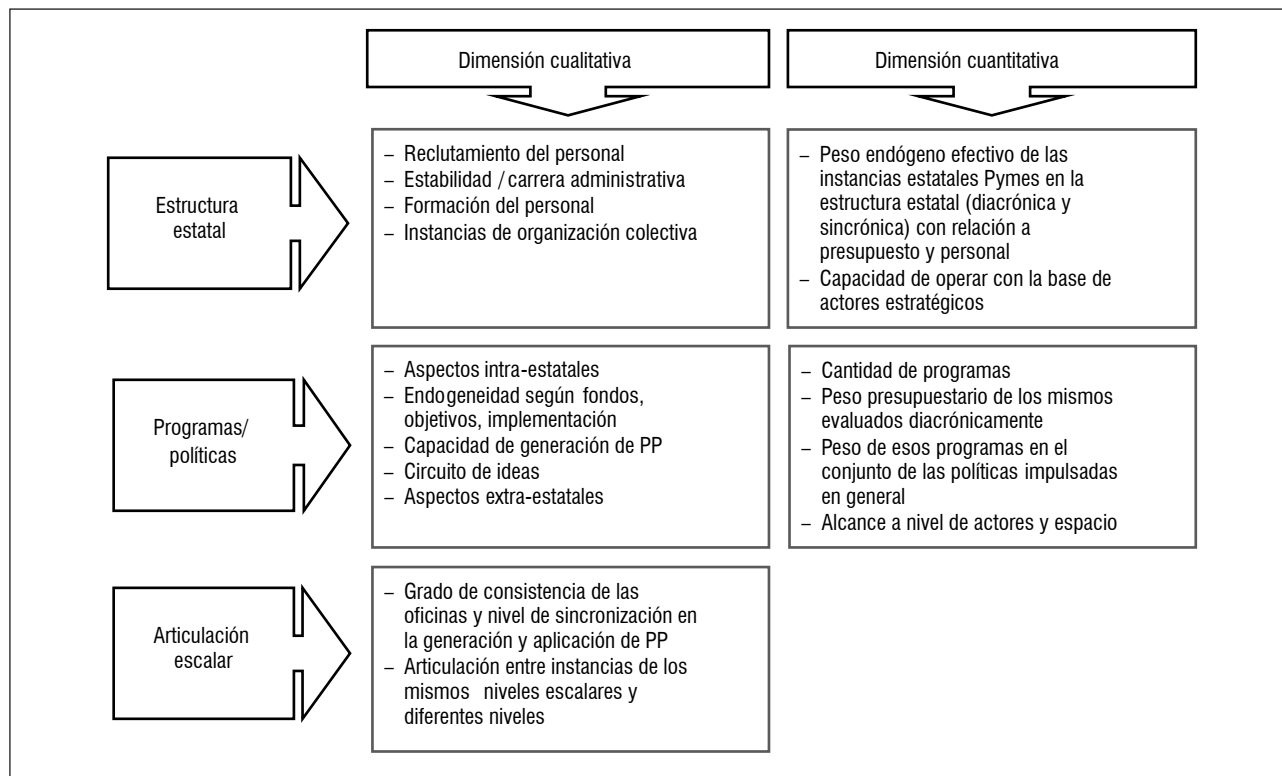 Dimensión cualitativa
Dimensión cuantitativa
Estructura
estatal
– Reclutamiento del personal
– Estabilidad / carrera administrativa
– Formación del personal
– Instancias de organización colectiva
– Peso endógeno efectivo de las
instancias estatales Pymes en la
estructura estatal (diacrónica y
sincrónica) con relación a
presupuesto y personal
– Capacidad de operar con la base de
actores estratégicos
Programas/
políticas
– Aspectos intra-estatales
– Endogeneidad según fondos,
objetivos, implementación
– Capacidad de generación de PP
– Circuito de ideas
– Aspectos extra-estatales
– Cantidad de programas
– Peso presupuestario de los mismos
evaluados diacrónicamente
– Peso de esos programas en el
conjunto de las políticas impulsadas
en general
– Alcance a nivel de actores y espacio
Articulación
escalar
– Grado de consistencia de las
oficinas y nivel de sincronización en
la generación y aplicación de PP
– Articulación entre instancias de los
mismos niveles escalares y
diferentes niveles